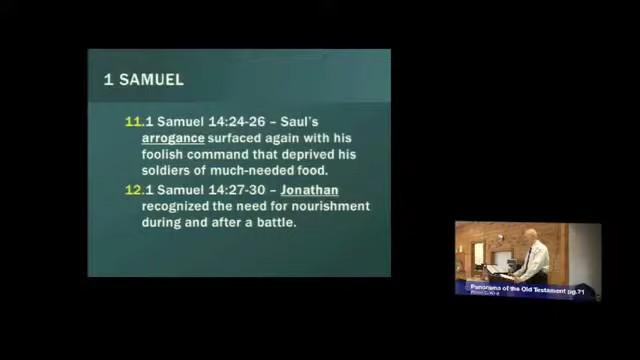 1 SAMUEL
11. 1 Samuel 14:24-26 – Saul's
arrogance surfaced again with his
foolish command that deprived his
soldiers of much-needed food.
12. 1 Samuel 14:27-30 – Jonathan
recognized the need for nourishment
during and after a battle.
Panorama of the Old Testament pg.71